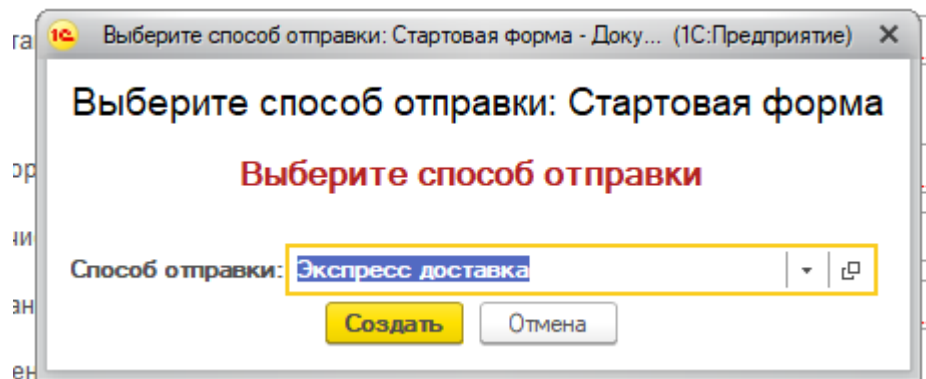 1С Выберите способ отправки: Стартовая форма - Доку... (1С:Предприятие)
Выберите способ отправки: Стартовая форма
Выберите способ отправки
Способ отправки: Экспресс доставка
Создать Отмена